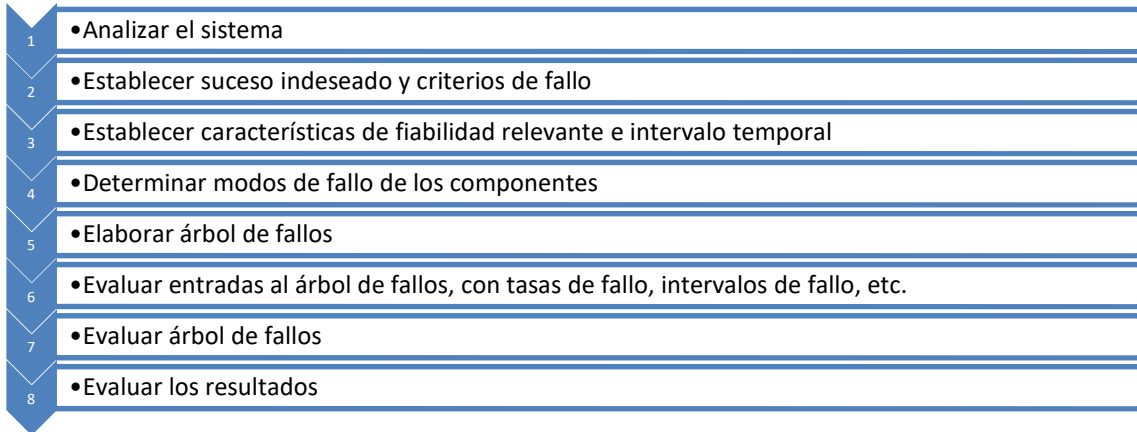 1 •Analizar el sistema
2 •Establecer suceso indeseado y criterios de fallo
3 •Establecer características de fiabilidad relevante e intervalo temporal
4 •Determinar modos de fallo de los componentes
5 •Elaborar árbol de fallos
6 •Evaluar entradas al árbol de fallos, con tasas de fallo, intervalos de fallo, etc.
7 •Evaluar árbol de fallos
8 •Evaluar los resultados